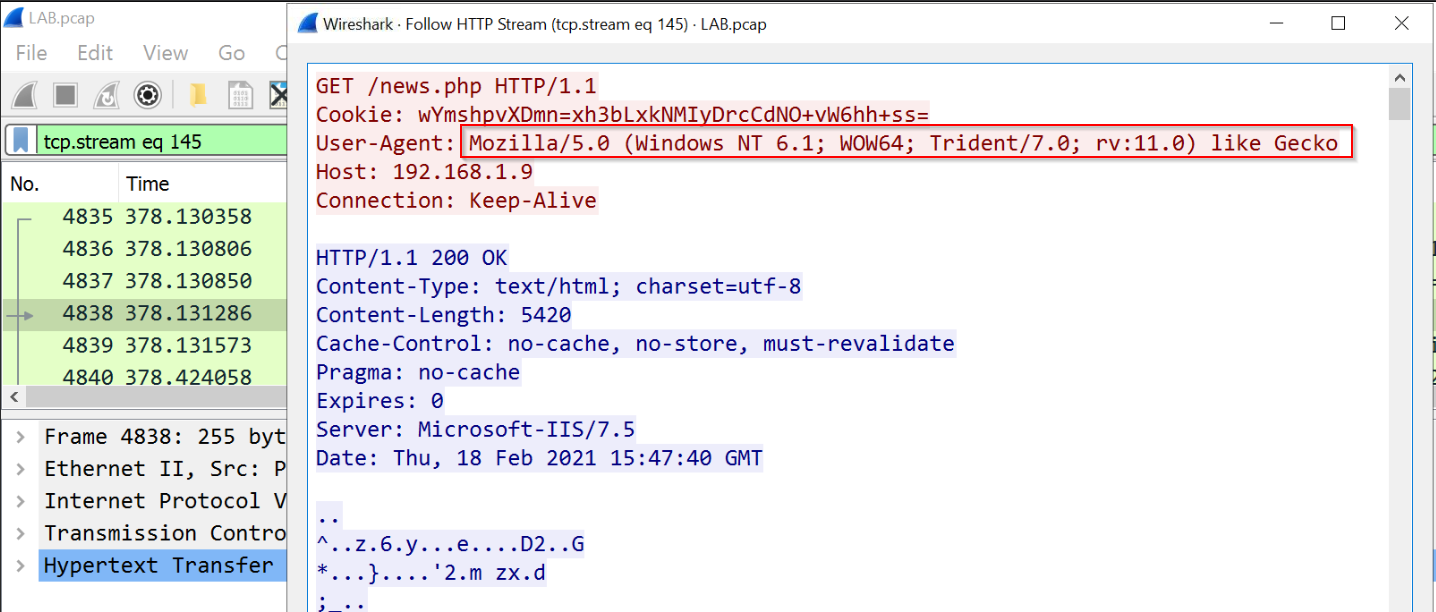 LAB.pcap
File Edit View Go
tcp.stream eq 145
No. Time
4835 378.130358
4836 378.130806
4837 378.130850
4838 378.131286
4839 378.131573
4840 378.424058
Frame 4838: 255 byt
Ethernet II, Src: P
Internet Protocol V
Transmission Contro
Hypertext Transfer
Wireshark · Follow HTTP Stream (tcp.stream eq 145) · LAB.pcap
GET /news.php HTTP/1.1
Cookie: wYmshpvXDmn=xh3bLxkNMIyDrcCdNO+vW6hh+ss=
User-Agent: Mozilla/5.0 (Windows NT 6.1; WOW64; Trident/7.0; rv:11.0) like Gecko
Host: 192.168.1.9
Connection: Keep-Alive
HTTP/1.1 200 OK
Content-Type: text/html; charset=utf-8
Content-Length: 5420
Cache-Control: no-cache, no-store, must-revalidate
Pragma: no-cache
Expires: 0
Server: Microsoft-IIS/7.5
Date: Thu, 18 Feb 2021 15:47:40 GMT
..
^..z.6.y...e....D2..G
*...}....'2.m zx.d
;_..